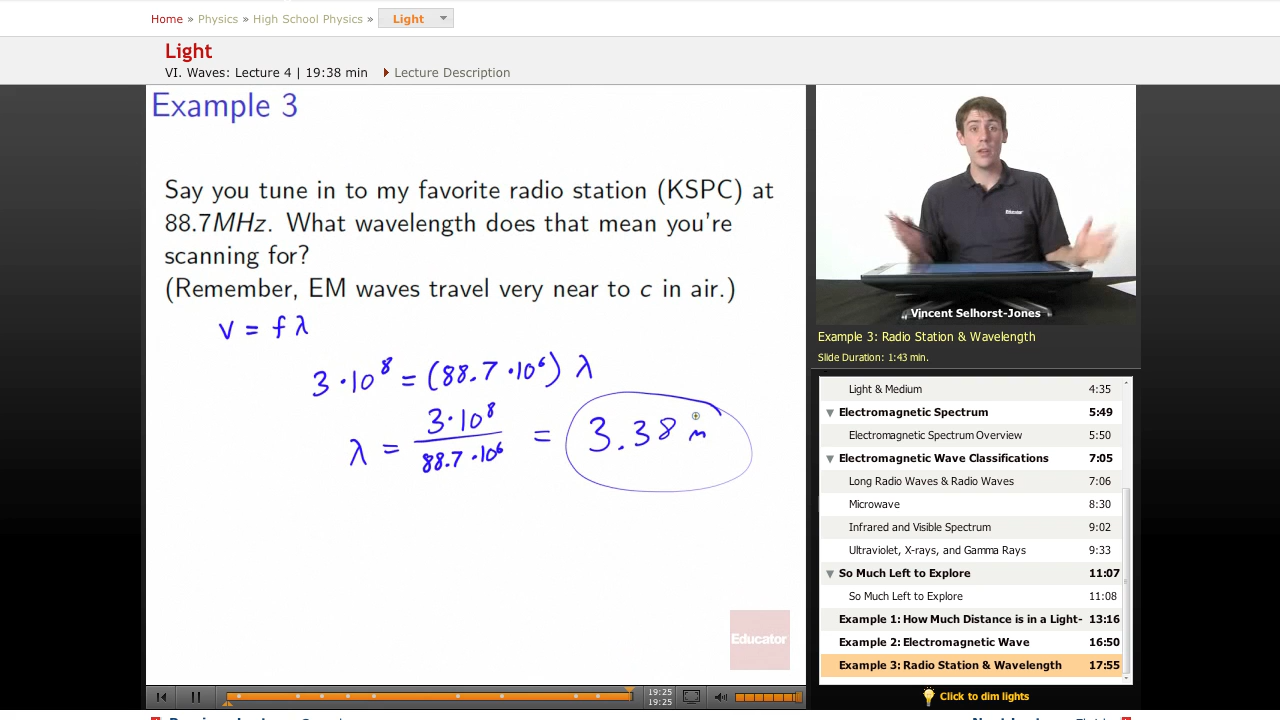 Home » Physics » High School Physics » Light
Light
VI. Waves: Lecture 4 | 19:38 min Lecture Description
Example 3
Say you tune in to my favorite radio station (KSPC) at
88.7MHz. What wavelength does that mean you're
scanning for?
(Remember, EM waves travel very near to c in air.)
v = f λ
3·10⁸ = (88.7·10⁶) λ
λ = 3·10⁸ / 88.7·10⁶ = 3.38 m
Educator
Vincent Selhorst-Jones
Example 3: Radio Station & Wavelength
Slide Duration: 1:43 min.
Light & Medium 4:35
Electromagnetic Spectrum 5:49
Electromagnetic Spectrum Overview 5:50
Electromagnetic Wave Classifications 7:05
Long Radio Waves & Radio Waves 7:06
Microwave 8:30
Infrared and Visible Spectrum 9:02
Ultraviolet, X-rays, and Gamma Rays 9:33
So Much Left to Explore 11:07
So Much Left to Explore 11:08
Example 1: How Much Distance is in a Light- 13:16
Example 2: Electromagnetic Wave 16:50
Example 3: Radio Station & Wavelength 17:55
19:25
19:25
Click to dim lights